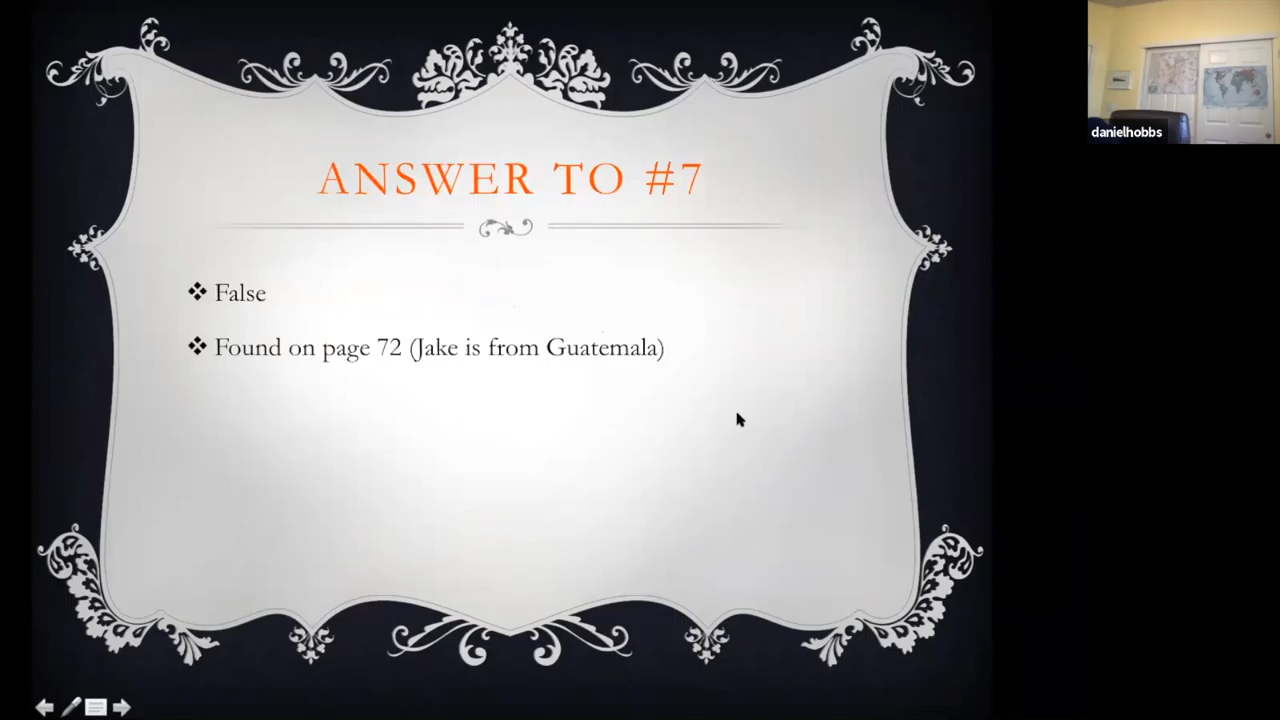 ANSWER TO #7
False
Found on page 72 (Jake is from Guatemala)
danielhobbs